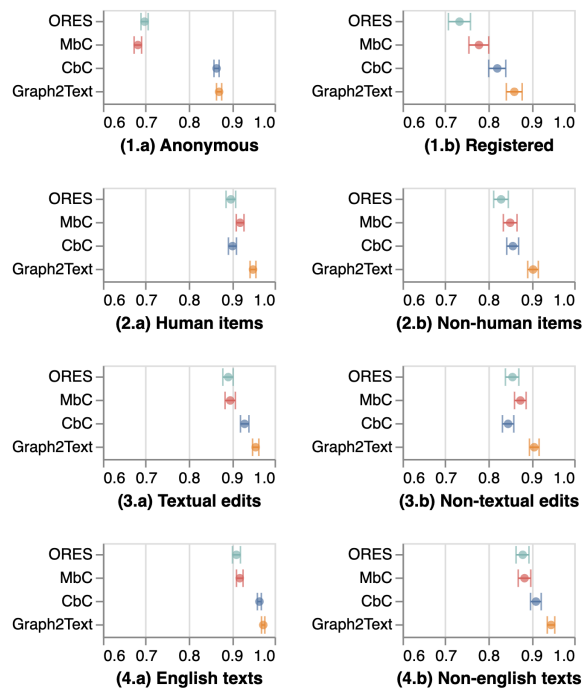 ORES
MbC
CbC
Graph2Text
0.6 0.7 0.8 0.9 1.0
(1.a) Anonymous
ORES
MbC
CbC
Graph2Text
0.6 0.7 0.8 0.9 1.0
(1.b) Registered
ORES
MbC
CbC
Graph2Text
0.6 0.7 0.8 0.9 1.0
(2.a) Human items
ORES
MbC
CbC
Graph2Text
0.6 0.7 0.8 0.9 1.0
(2.b) Non-human items
ORES
MbC
CbC
Graph2Text
0.6 0.7 0.8 0.9 1.0
(3.a) Textual edits
ORES
MbC
CbC
Graph2Text
0.6 0.7 0.8 0.9 1.0
(3.b) Non-textual edits
ORES
MbC
CbC
Graph2Text
0.6 0.7 0.8 0.9 1.0
(4.a) English texts
ORES
MbC
CbC
Graph2Text
0.6 0.7 0.8 0.9 1.0
(4.b) Non-english texts